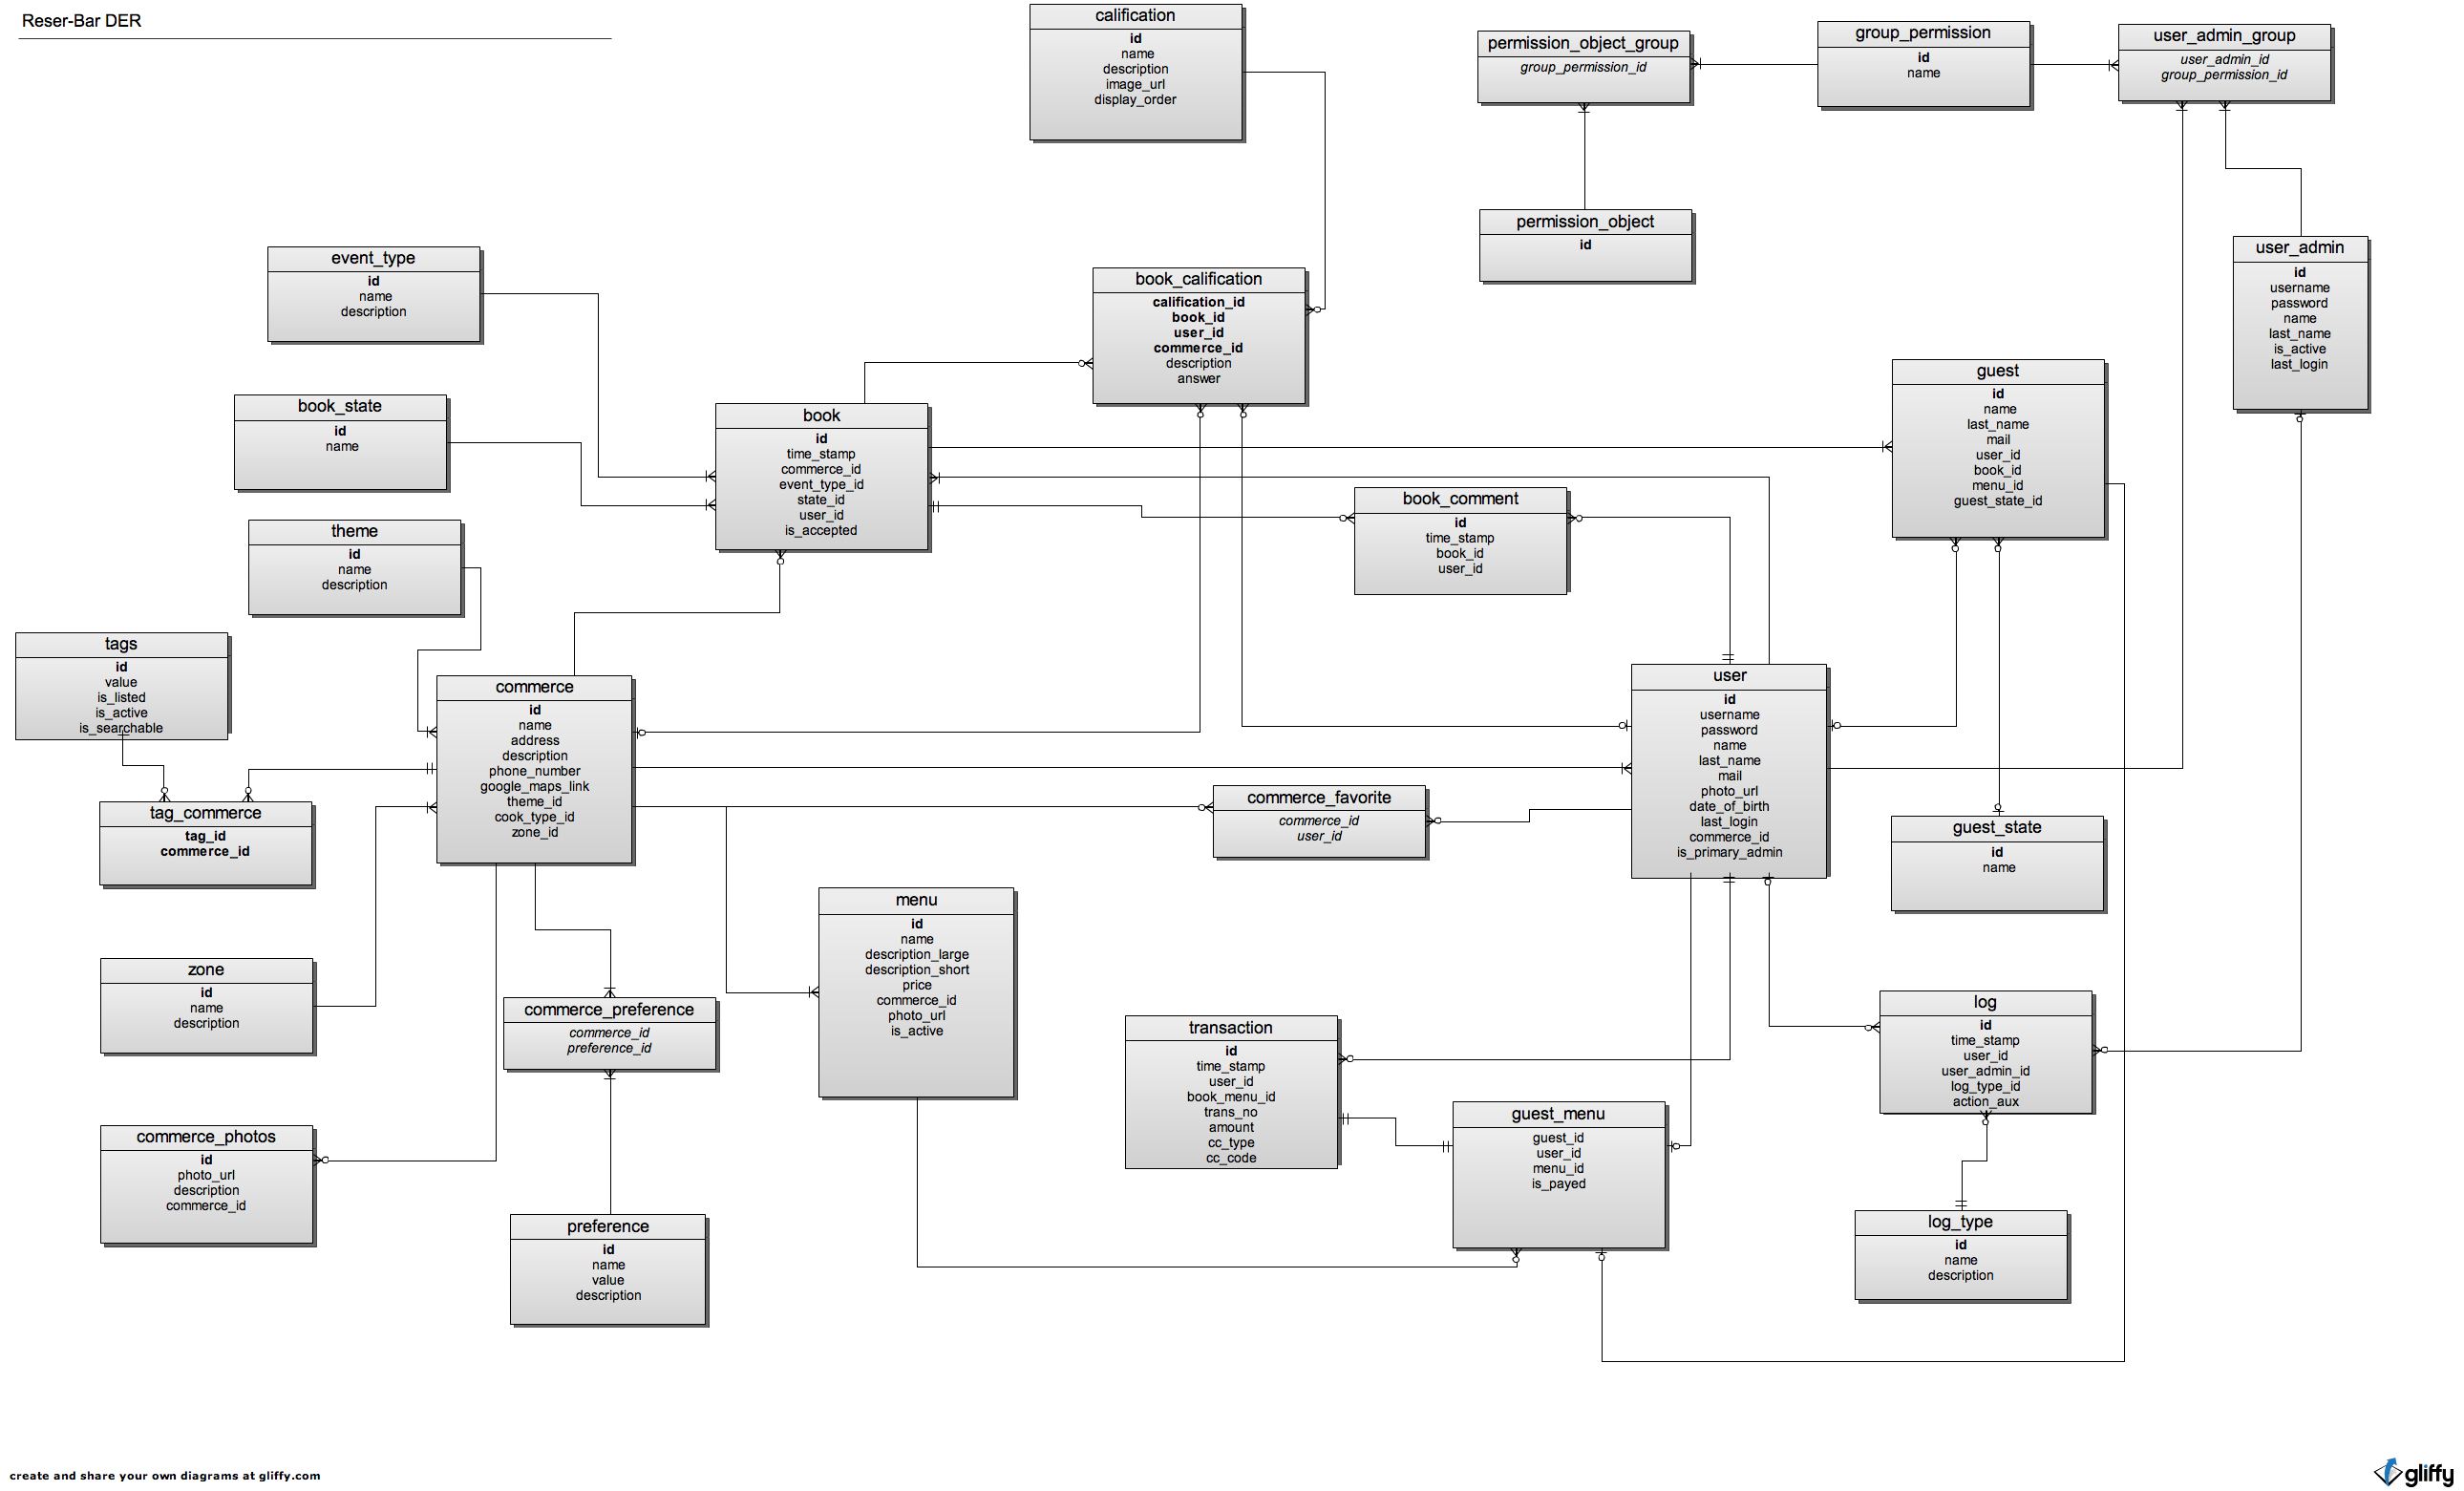 Reser-Bar DER
calification
id
name
description
image_url
display_order
permission_object_group
group_permission_id
group_permission
id
name
user_admin_group
user_admin_id
group_permission_id
permission_object
id
user_admin
id
username
password
name
last_name
is_active
last_login
event_type
id
name
description
book_calification
calification_id
book_id
user_id
commerce_id
description
answer
guest
id
name
last_name
mail
user_id
book_id
menu_id
guest_state_id
book_state
id
name
book
id
time_stamp
commerce_id
event_type_id
state_id
user_id
is_accepted
book_comment
id
time_stamp
book_id
user_id
theme
id
name
description
tags
id
value
is_listed
is_active
is_searchable
commerce
id
name
address
description
phone_number
google_maps_link
theme_id
cook_type_id
zone_id
user
id
username
password
name
last_name
mail
photo_url
date_of_birth
last_login
commerce_id
is_primary_admin
tag_commerce
tag_id
commerce_id
commerce_favorite
commerce_id
user_id
guest_state
id
name
menu
id
name
description_large
description_short
price
commerce_id
photo_url
is_active
zone
id
name
description
commerce_preference
commerce_id
preference_id
transaction
id
time_stamp
user_id
book_menu_id
trans_no
amount
cc_type
cc_code
log
id
time_stamp
user_id
user_admin_id
log_type_id
action_aux
guest_menu
guest_id
user_id
menu_id
is_payed
commerce_photos
id
photo_url
description
commerce_id
preference
id
name
value
description
log_type
id
name
description
create and share your own diagrams at gliffy.com
gliffy